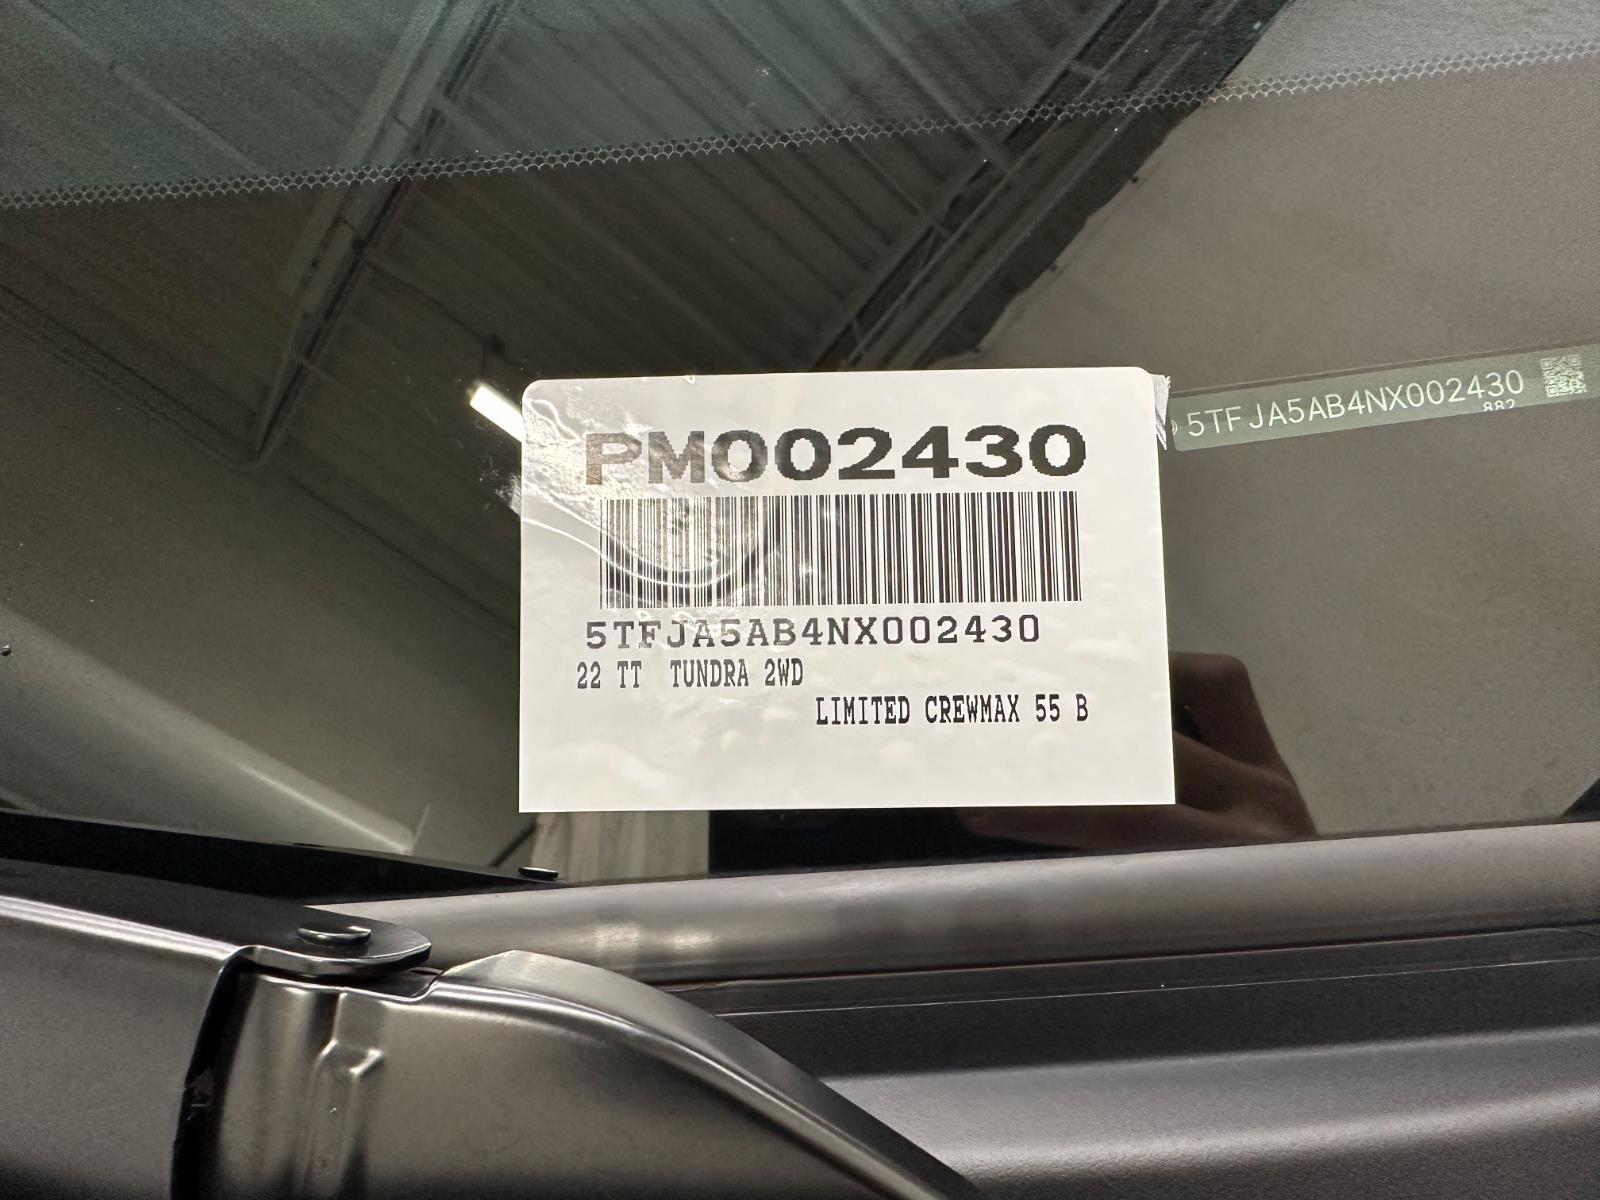 PM002430
5TFJA5AB4NX002430
22 TT TUNDRA 2WD
LIMITED CREWMAX 55 B
5TFJA5AB4NX002430
882